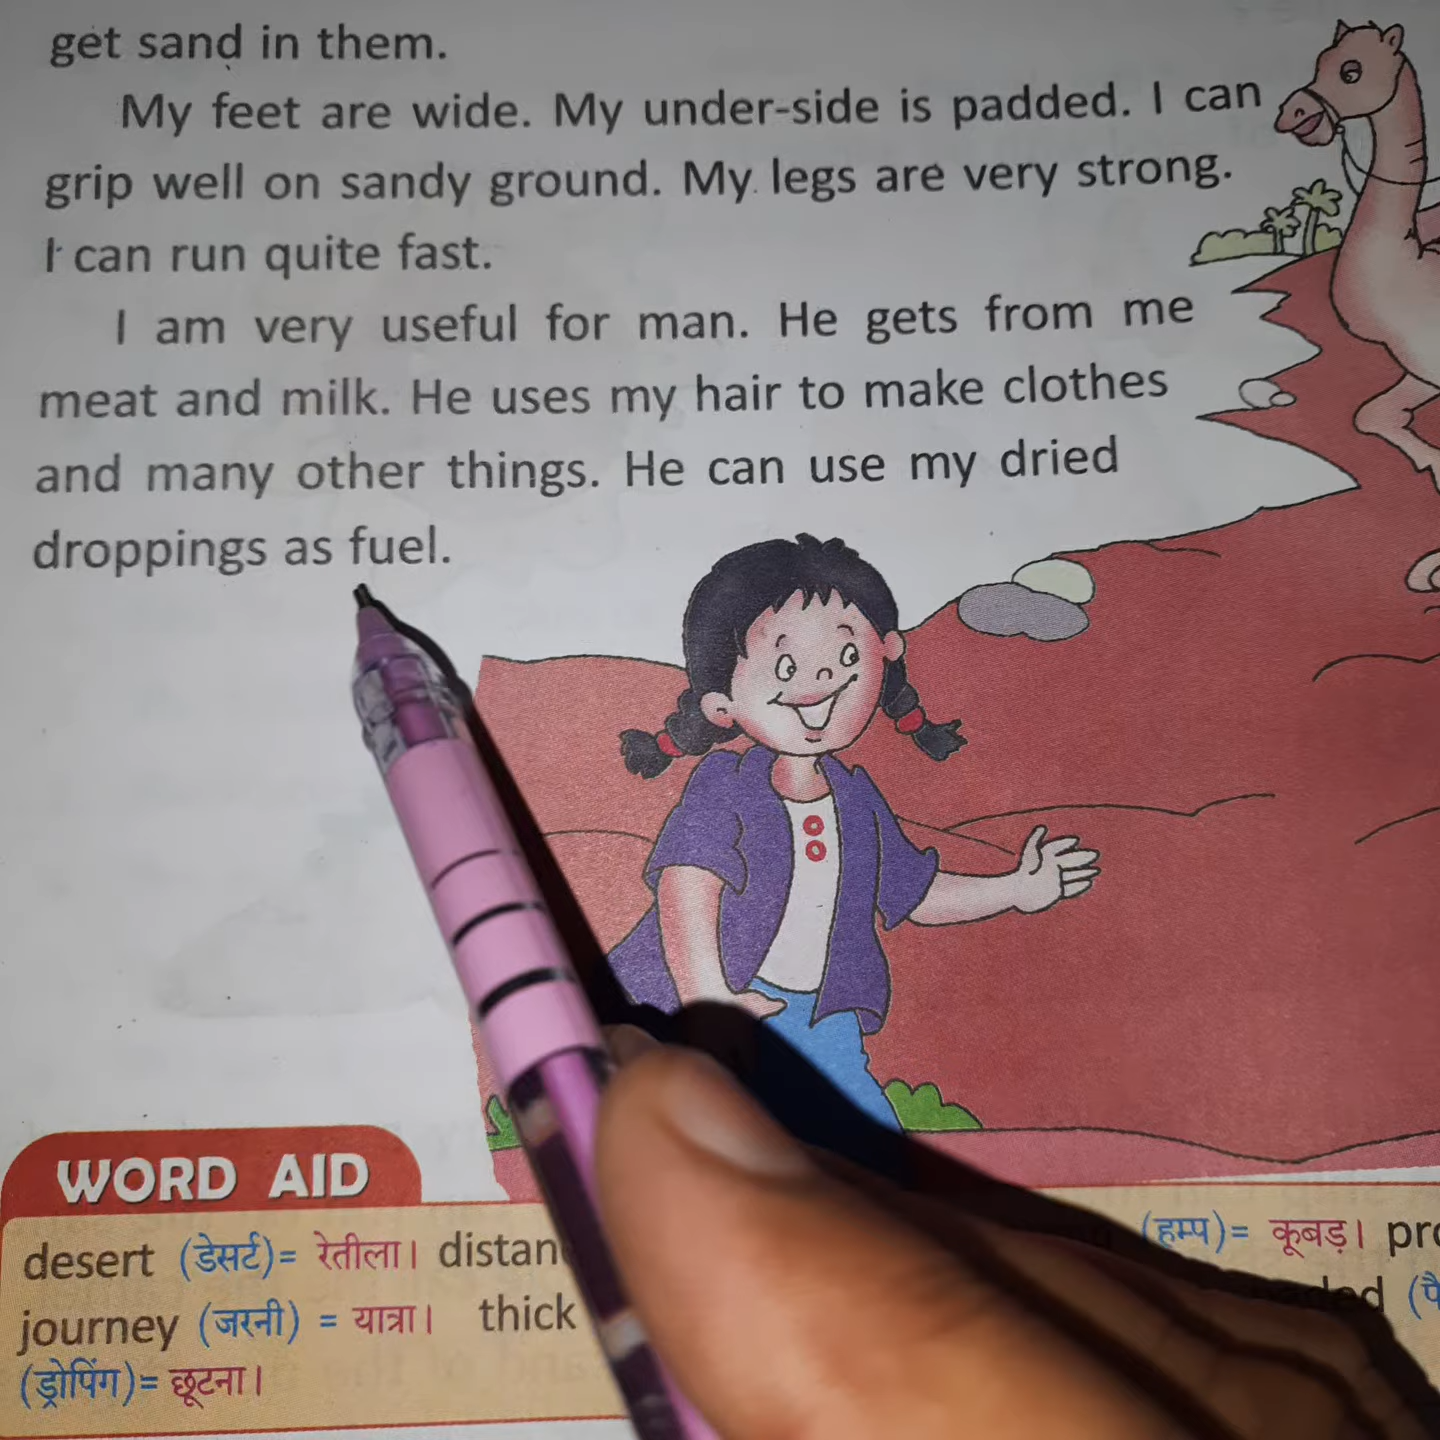 get sand in them.
My feet are wide. My under-side is padded. I can
grip well on sandy ground. My legs are very strong.
I can run quite fast.
I am very useful for man. He gets from me
meat and milk. He uses my hair to make clothes
and many other things. He can use my dried
droppings as fuel.
WORD AID
desert (डेसर्ट)= रेतीला। (हम्प)= कूबड़।
journey (जरनी) = यात्रा। thick
(ड्रोपिंग)= छूटना।